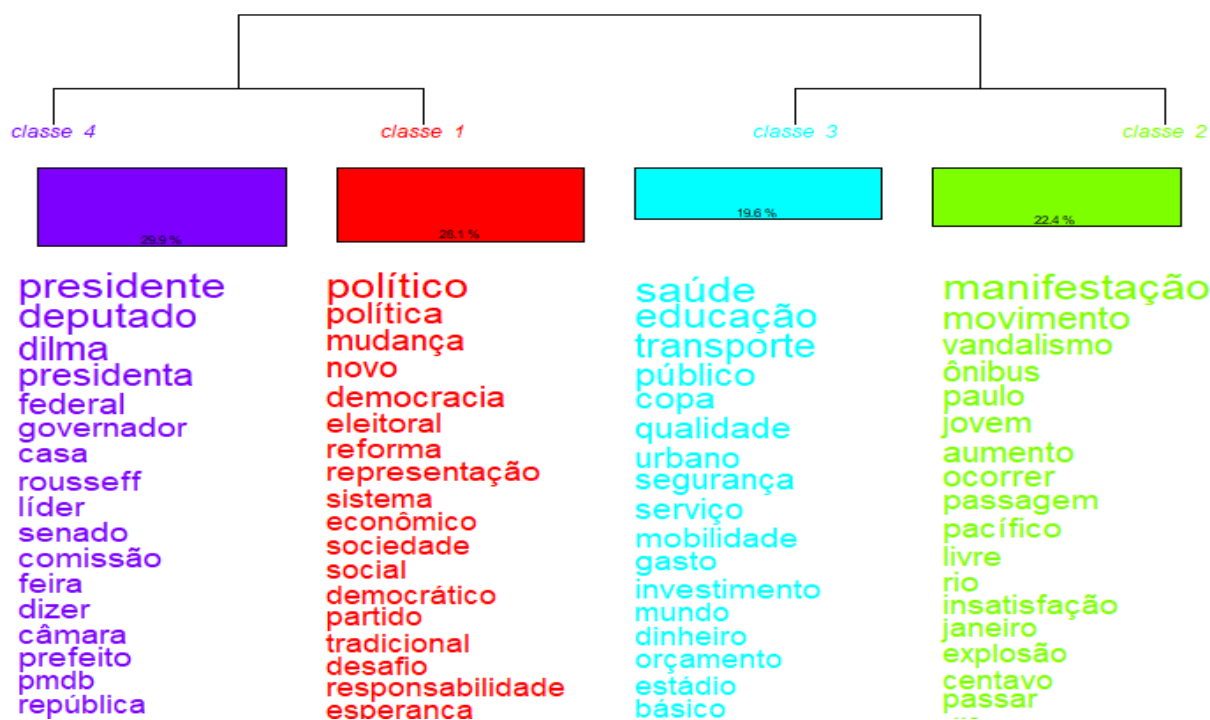 classe 4
classe 1
classe 3
classe 2
29.9 %
28.1 %
19.6 %
22.4 %
presidente
deputado
dilma
presidenta
federal
governador
casa
rousseff
líder
senado
comissão
feira
dizer
câmara
prefeito
pmdb
república
político
política
mudança
novo
democracia
eleitoral
reforma
representação
sistema
econômico
sociedade
social
democrático
partido
tradicional
desafio
responsabilidade
esperança
saúde
educação
transporte
público
copa
qualidade
urbano
segurança
serviço
mobilidade
gasto
investimento
mundo
dinheiro
orçamento
estádio
básico
manifestação
movimento
vandalismo
ônibus
paulo
jovem
aumento
ocorrer
passagem
pacífico
livre
rio
insatisfação
janeiro
explosão
centavo
passar